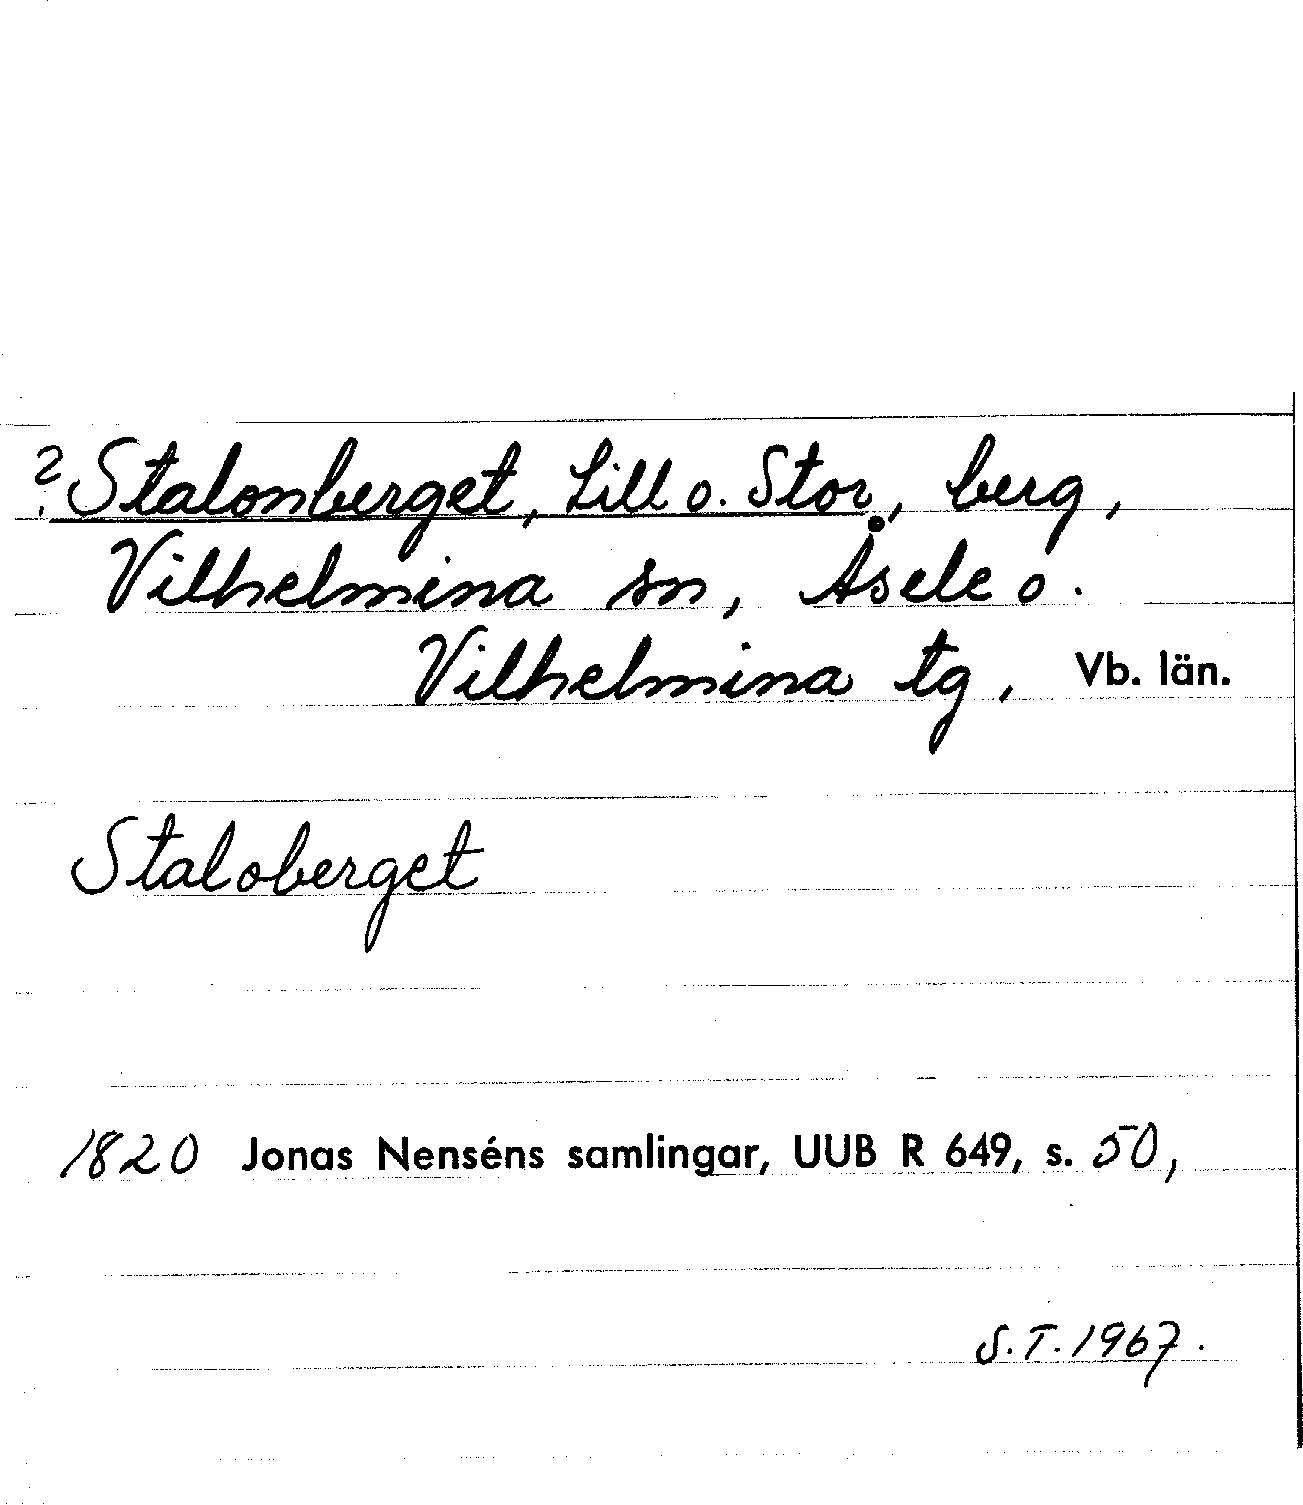 ? Stalonberget, Lill o. Stor, berg,
Vilhelmina sn, Åsele o.
Vilhelmina tg, Vb. län.
Staloberget
1820 Jonas Nenséns samlingar, UUB R 649, s. 50,
S.T. 1967.